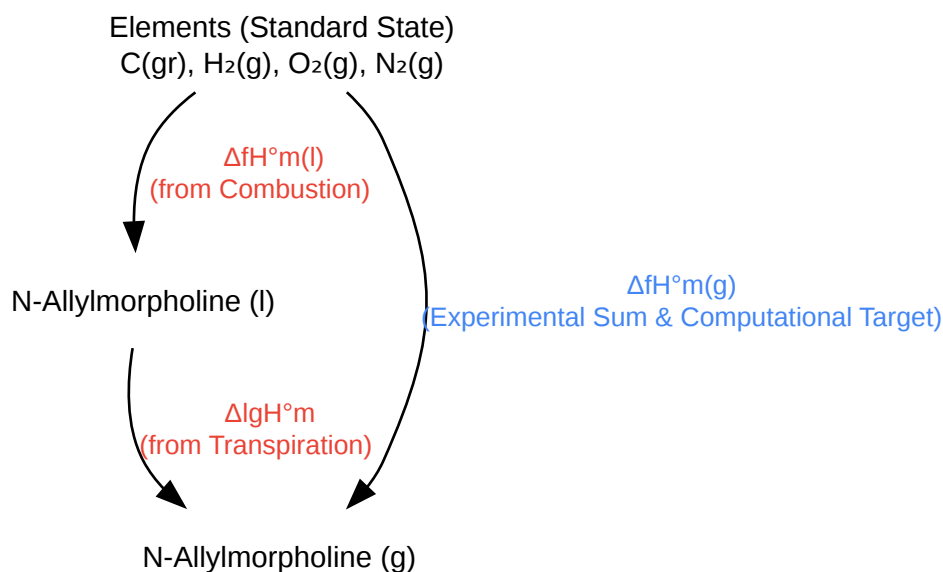 Elements (Standard State)
C(gr), H₂(g), O₂(g), N₂(g)
ΔfH°m(l)
(from Combustion)
N-Allylmorpholine (l)
ΔfH°m(g)
(Experimental Sum & Computational Target)
ΔlgH°m
(from Transpiration)
N-Allylmorpholine (g)